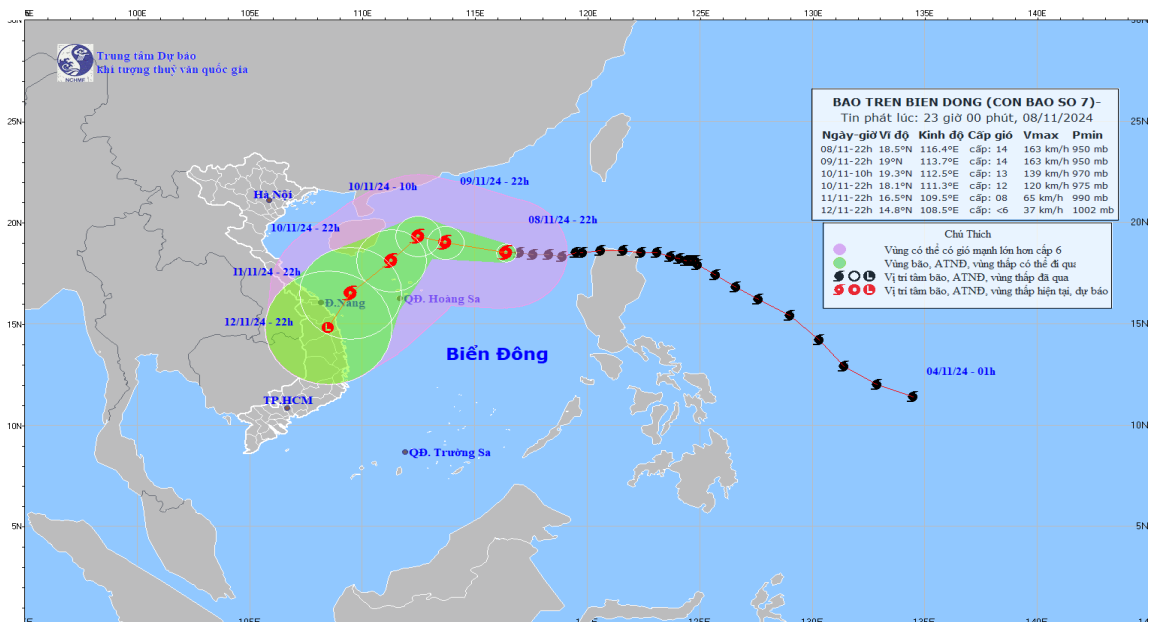 Trung tâm Dự báo
Khí tượng thuỷ văn quốc gia
NCHMF
BAO TREN BIEN DONG (CON BAO SO 7)-
Tin phát lúc: 23 giờ 00 phút, 08/11/2024
Ngày-giờ Vĩ độ Kinh độ Cấp gió Vmax Pmin
08/11-22h 18.5°N 116.4°E cấp: 14 163 km/h 950 mb
09/11-22h 19°N 113.7°E cấp: 14 163 km/h 950 mb
10/11-10h 19.3°N 112.5°E cấp: 13 139 km/h 970 mb
10/11-22h 18.1°N 111.3°E cấp: 12 120 km/h 975 mb
11/11-22h 16.5°N 109.5°E cấp: 08 65 km/h 990 mb
12/11-22h 14.8°N 108.5°E cấp: <6 37 km/h 1002 mb
Chú Thích
Vùng có thể có gió mạnh lớn hơn cấp 6
Vùng bão, ATNĐ, vùng thấp có thể đi qua
L Vị trí tâm bão, ATNĐ, vùng thấp đã qua
L Vị trí tâm bão, ATNĐ, vùng thấp hiện tại, dự báo
25N
25N
10/11/24 - 10h
09/11/24 - 22h
Hà Nội
20N
08/11/24 - 22h
20N
10/11/24 - 22h
11/11/24 - 22h
Đ.Nẵng
QĐ. Hoàng Sa
12/11/24 - 22h
L
15N
15N
Biển Đông
04/11/24 - 01h
TP.HCM
10N
10N
QĐ. Trường Sa
5N
5N
105E
120E
125E
130E
135E
140E
110E
115E
120E
125E
130E
135E
140E